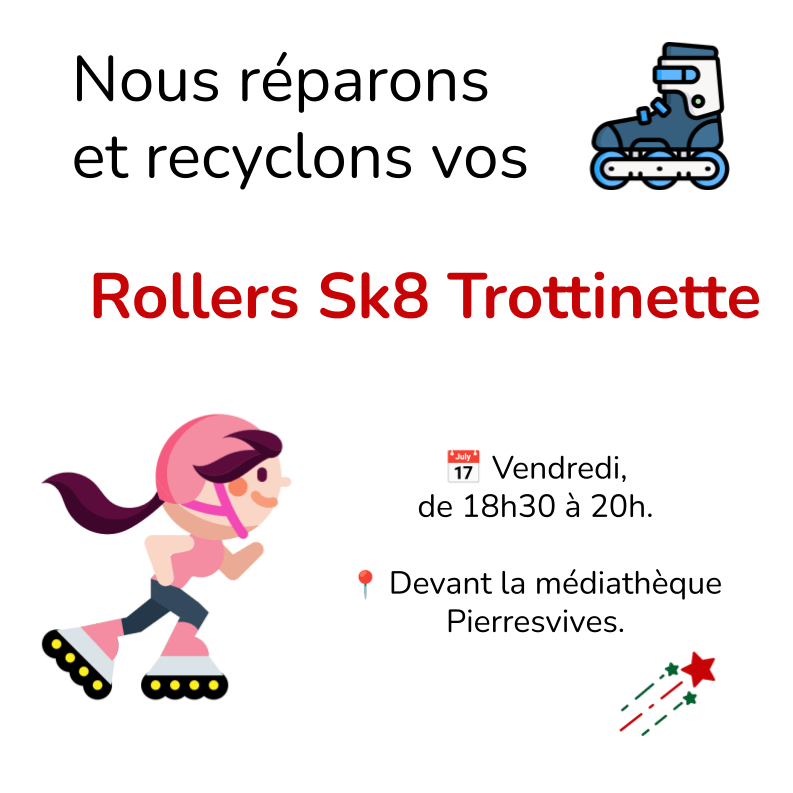 Nous réparons
et recyclons vos
Rollers Sk8 Trottinette
📅 Vendredi,
de 18h30 à 20h.
📍 Devant la médiathèque
Pierresvives.